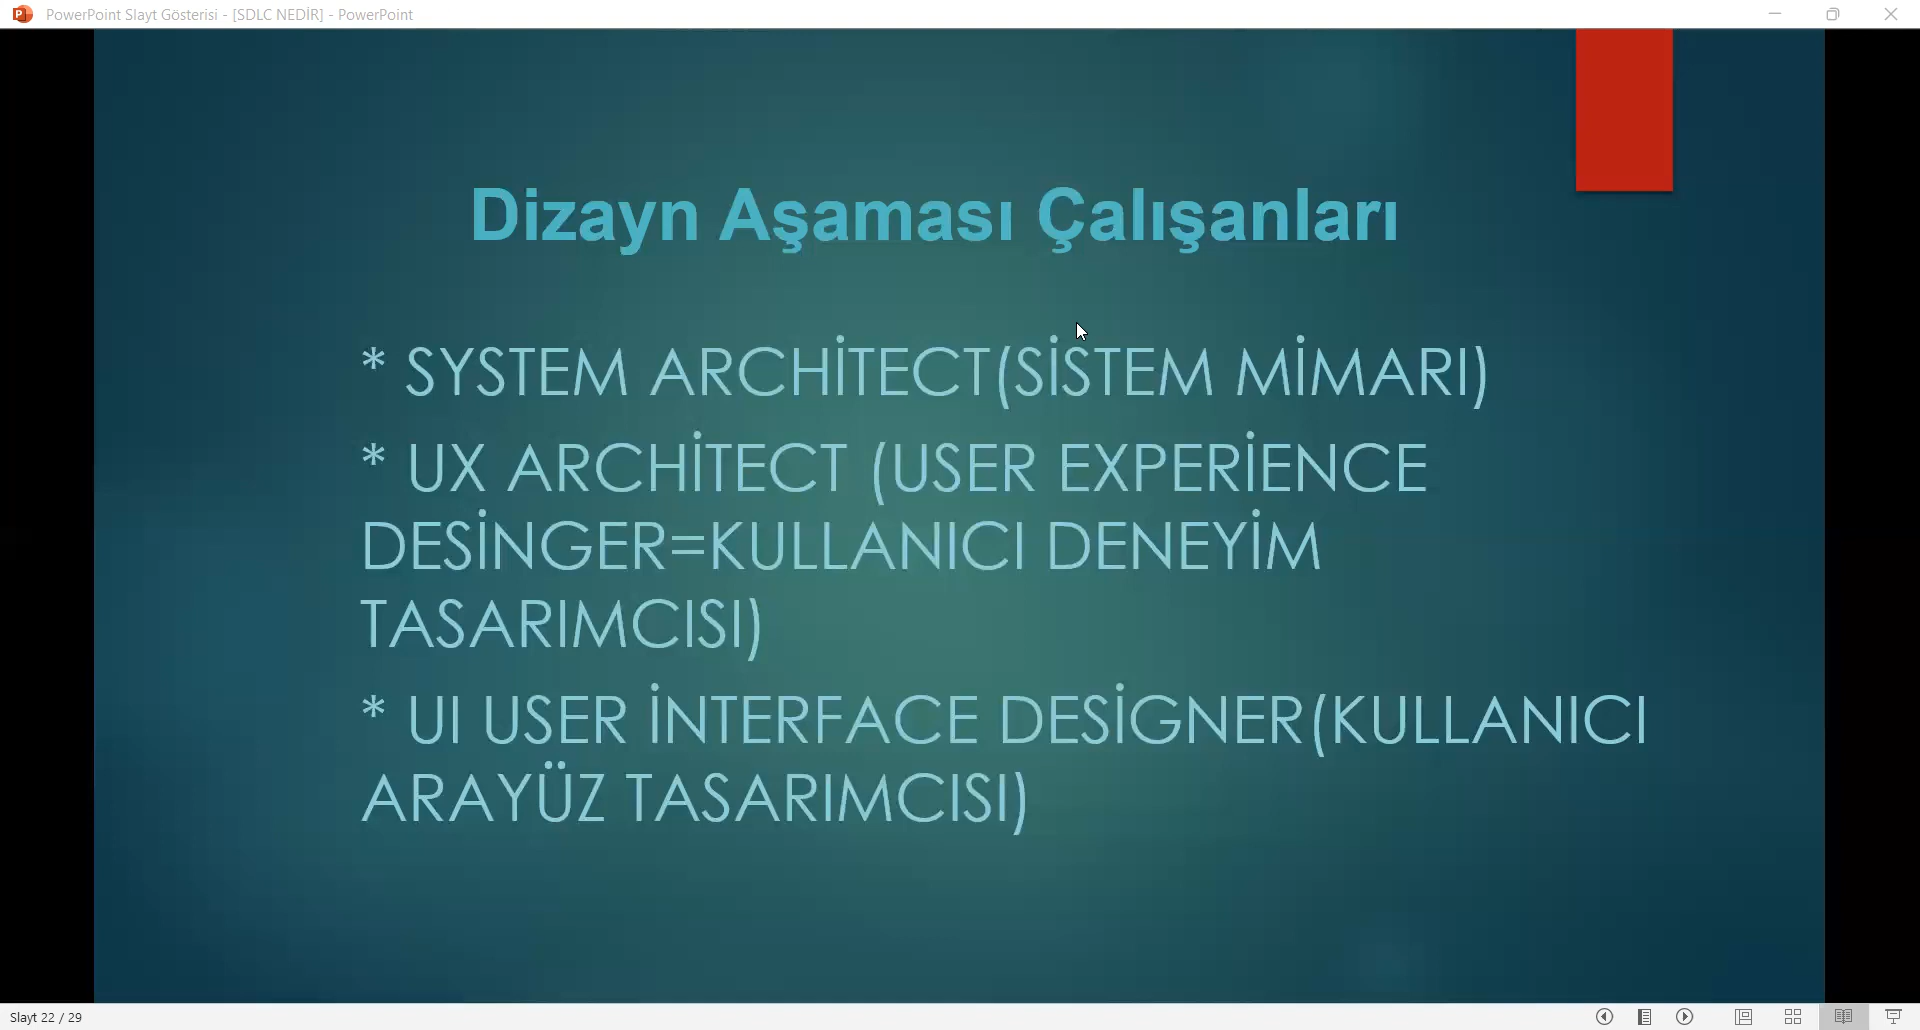 PowerPoint Slayt Gösterisi - [SDLC NEDİR] - PowerPoint
Dizayn Aşaması Çalışanları
* SYSTEM ARCHİTECT(SİSTEM MİMARI)
* UX ARCHİTECT (USER EXPERİENCE
DESİNGER=KULLANICI DENEYİM
TASARIMCISI)
* UI USER İNTERFACE DESİGNER(KULLANICI
ARAYÜZ TASARIMCISI)
Slayt 22 / 29